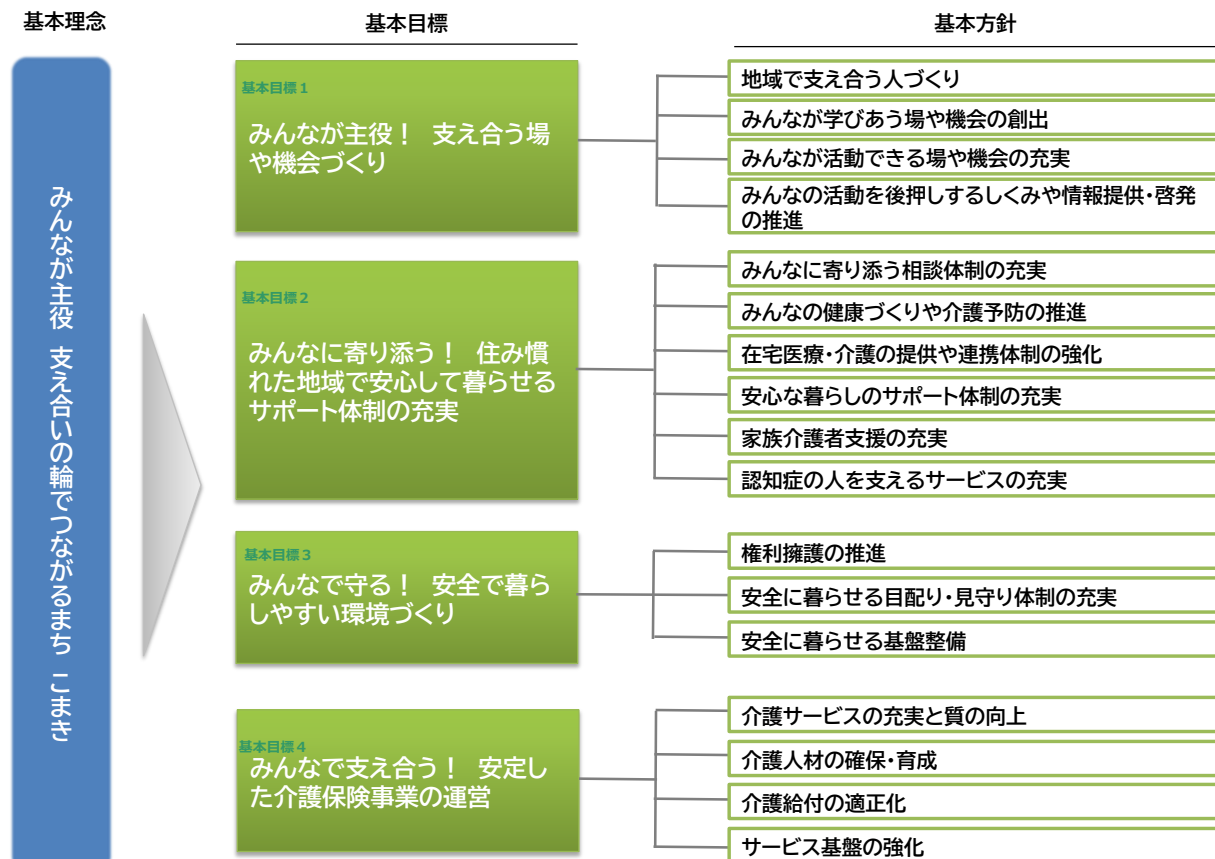 基本理念
基本目標
基本方針
みんなが主役 支え合いの輪でつながるまち こまき
基本目標1
みんなが主役! 支え合う場
や機会づくり
地域で支え合う人づくり
みんなが学びあう場や機会の創出
みんなが活動できる場や機会の充実
みんなの活動を後押しするしくみや情報提供・啓発
の推進
基本目標2
みんなに寄り添う! 住み慣
れた地域で安心して暮らせる
サポート体制の充実
みんなに寄り添う相談体制の充実
みんなの健康づくりや介護予防の推進
在宅医療・介護の提供や連携体制の強化
安心な暮らしのサポート体制の充実
家族介護者支援の充実
認知症の人を支えるサービスの充実
基本目標3
みんなで守る! 安全で暮ら
しやすい環境づくり
権利擁護の推進
安全に暮らせる目配り・見守り体制の充実
安全に暮らせる基盤整備
基本目標4
みんなで支え合う! 安定し
た介護保険事業の運営
介護サービスの充実と質の向上
介護人材の確保・育成
介護給付の適正化
サービス基盤の強化